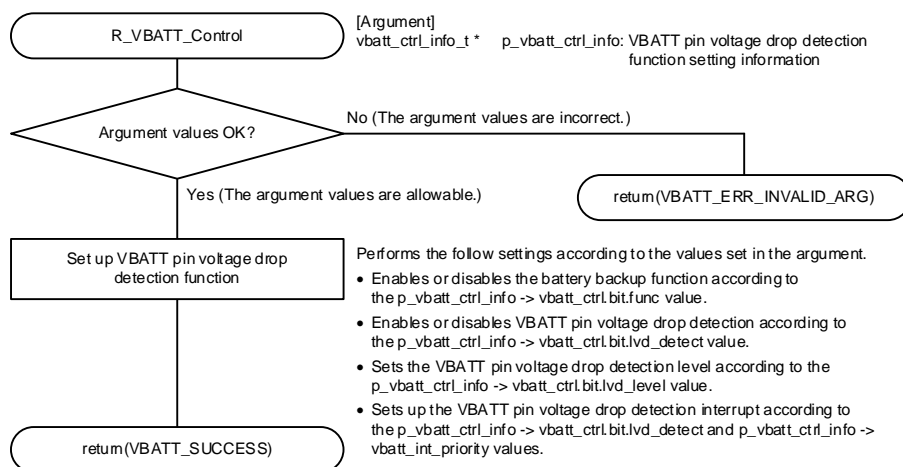 R_VBATT_Control
[Argument]
vbatt_ctrl_info_t * p_vbatt_ctrl_info: VBATT pin voltage drop detection
function setting information
Argument values OK?
No (The argument values are incorrect.)
Yes (The argument values are allowable.)
return(VBATT_ERR_INVALID_ARG)
Set up VBATT pin voltage drop
detection function
Performs the follow settings according to the values set in the argument.
• Enables or disables the battery backup function according to
the p_vbatt_ctrl_info -> vbatt_ctrl.bit.func value.
• Enables or disables VBATT pin voltage drop detection according to
the p_vbatt_ctrl_info -> vbatt_ctrl.bit.lvd_detect value.
• Sets the VBATT pin voltage drop detection level according to the
p_vbatt_ctrl_info -> vbatt_ctrl.bit.lvd_level value.
• Sets up the VBATT pin voltage drop detection interrupt according to
the p_vbatt_ctrl_info -> vbatt_ctrl.bit.lvd_detect and p_vbatt_ctrl_info ->
vbatt_int_priority values.
return(VBATT_SUCCESS)